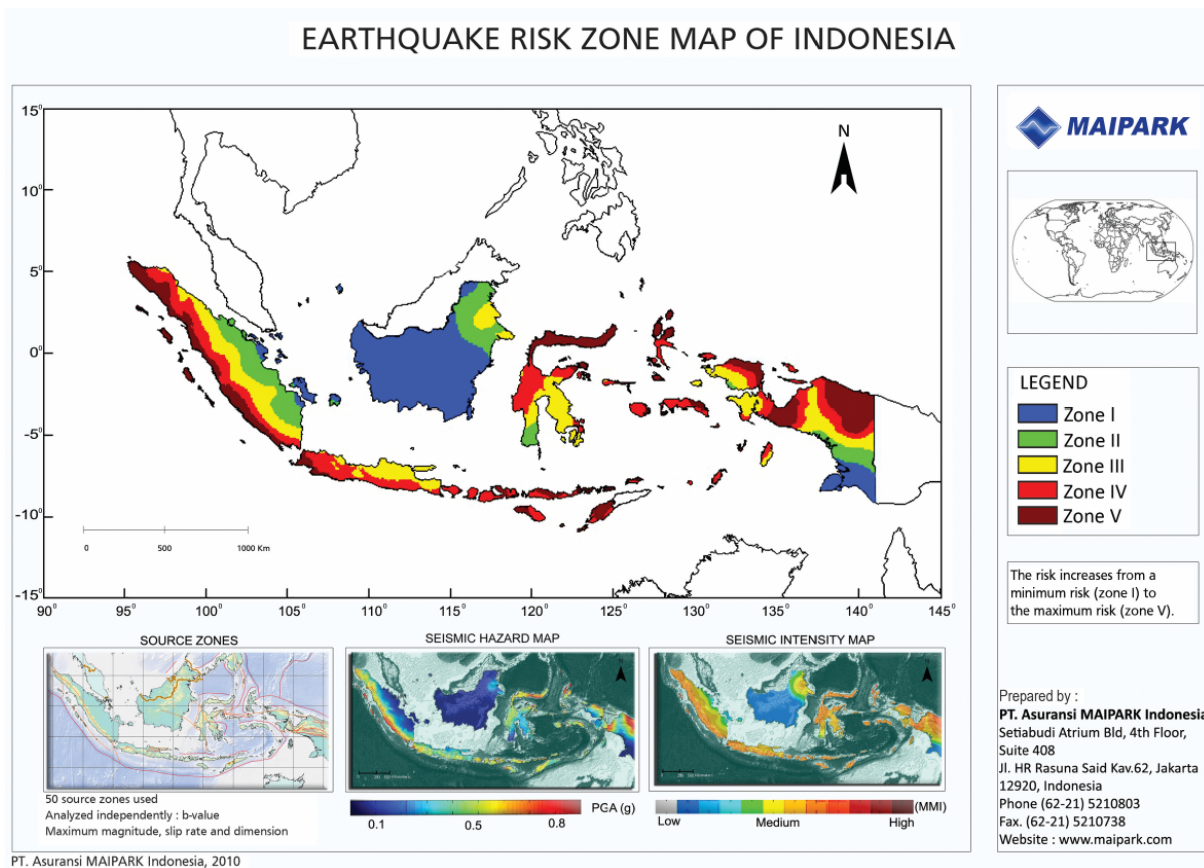 EARTHQUAKE RISK ZONE MAP OF INDONESIA
15°
10°
5°
0°
-5°
-10°
-15°
N
0 500 1000 Km
90° 95° 100° 105° 110° 115° 120° 125° 130° 135° 140° 145°
MAIPARK
LEGEND
Zone I
Zone II
Zone III
Zone IV
Zone V
The risk increases from a
minimum risk (zone I) to
the maximum risk (zone V).
SOURCE ZONES
50 source zones used
Analyzed independently : b-value
Maximum magnitude, slip rate and dimension
SEISMIC HAZARD MAP
PGA (g)
0.1 0.5 0.8
SEISMIC INTENSITY MAP
(MMI)
Low Medium High
Prepared by :
PT. Asuransi MAIPARK Indonesia
Setiabudi Atrium Bld, 4th Floor,
Suite 408
Jl. HR Rasuna Said Kav.62, Jakarta
12920, Indonesia
Phone (62-21) 5210803
Fax. (62-21) 5210738
Website : www.maipark.com
PT. Asuransi MAIPARK Indonesia, 2010